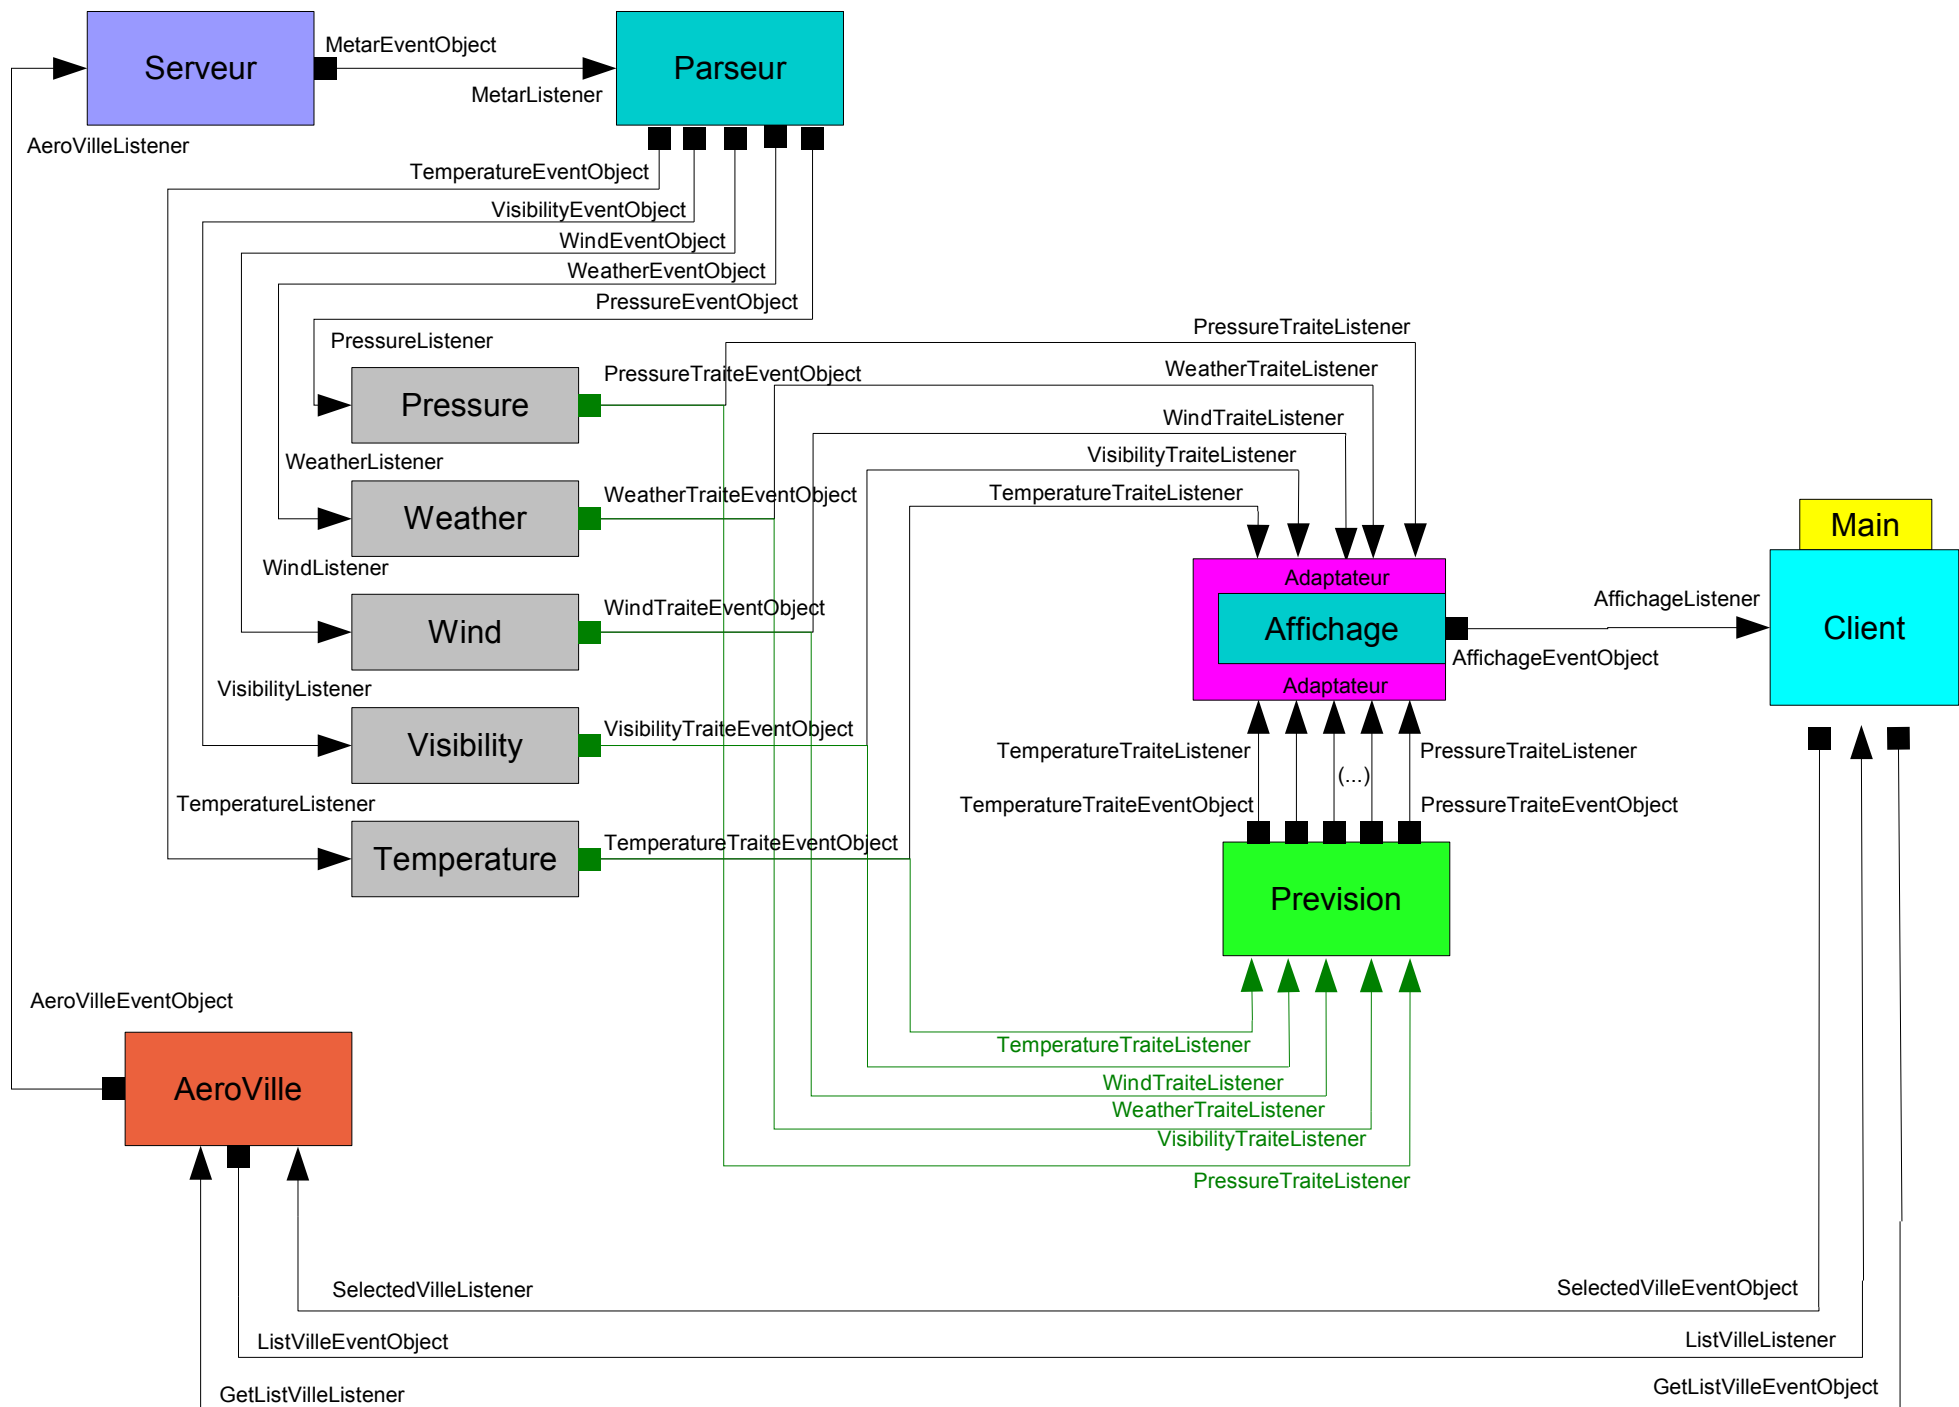 MetarEventObject
Serveur
Parseur
MetarListener
AeroVilleListener
TemperatureEventObject
VisibilityEventObject
WindEventObject
WeatherEventObject
PressureEventObject
PressureListener
PressureTraiteListener
PressureTraiteEventObject
WeatherTraiteListener
Pressure
WindTraiteListener
WeatherListener
VisibilityTraiteListener
WeatherTraiteEventObject
TemperatureTraiteListener
Weather
Main
WindListener
Adaptateur
WindTraiteEventObject
AffichageListener
Wind
Affichage
Client
AffichageEventObject
VisibilityListener
Adaptateur
VisibilityTraiteEventObject
Visibility
TemperatureTraiteListener
PressureTraiteListener
(...)
TemperatureListener
TemperatureTraiteEventObject
PressureTraiteEventObject
TemperatureTraiteEventObject
Temperature
Prevision
AeroVilleEventObject
TemperatureTraiteListener
AeroVille
WindTraiteListener
WeatherTraiteListener
VisibilityTraiteListener
PressureTraiteListener
SelectedVilleListener
SelectedVilleEventObject
ListVilleEventObject
ListVilleListener
GetListVilleListener
GetListVilleEventObject